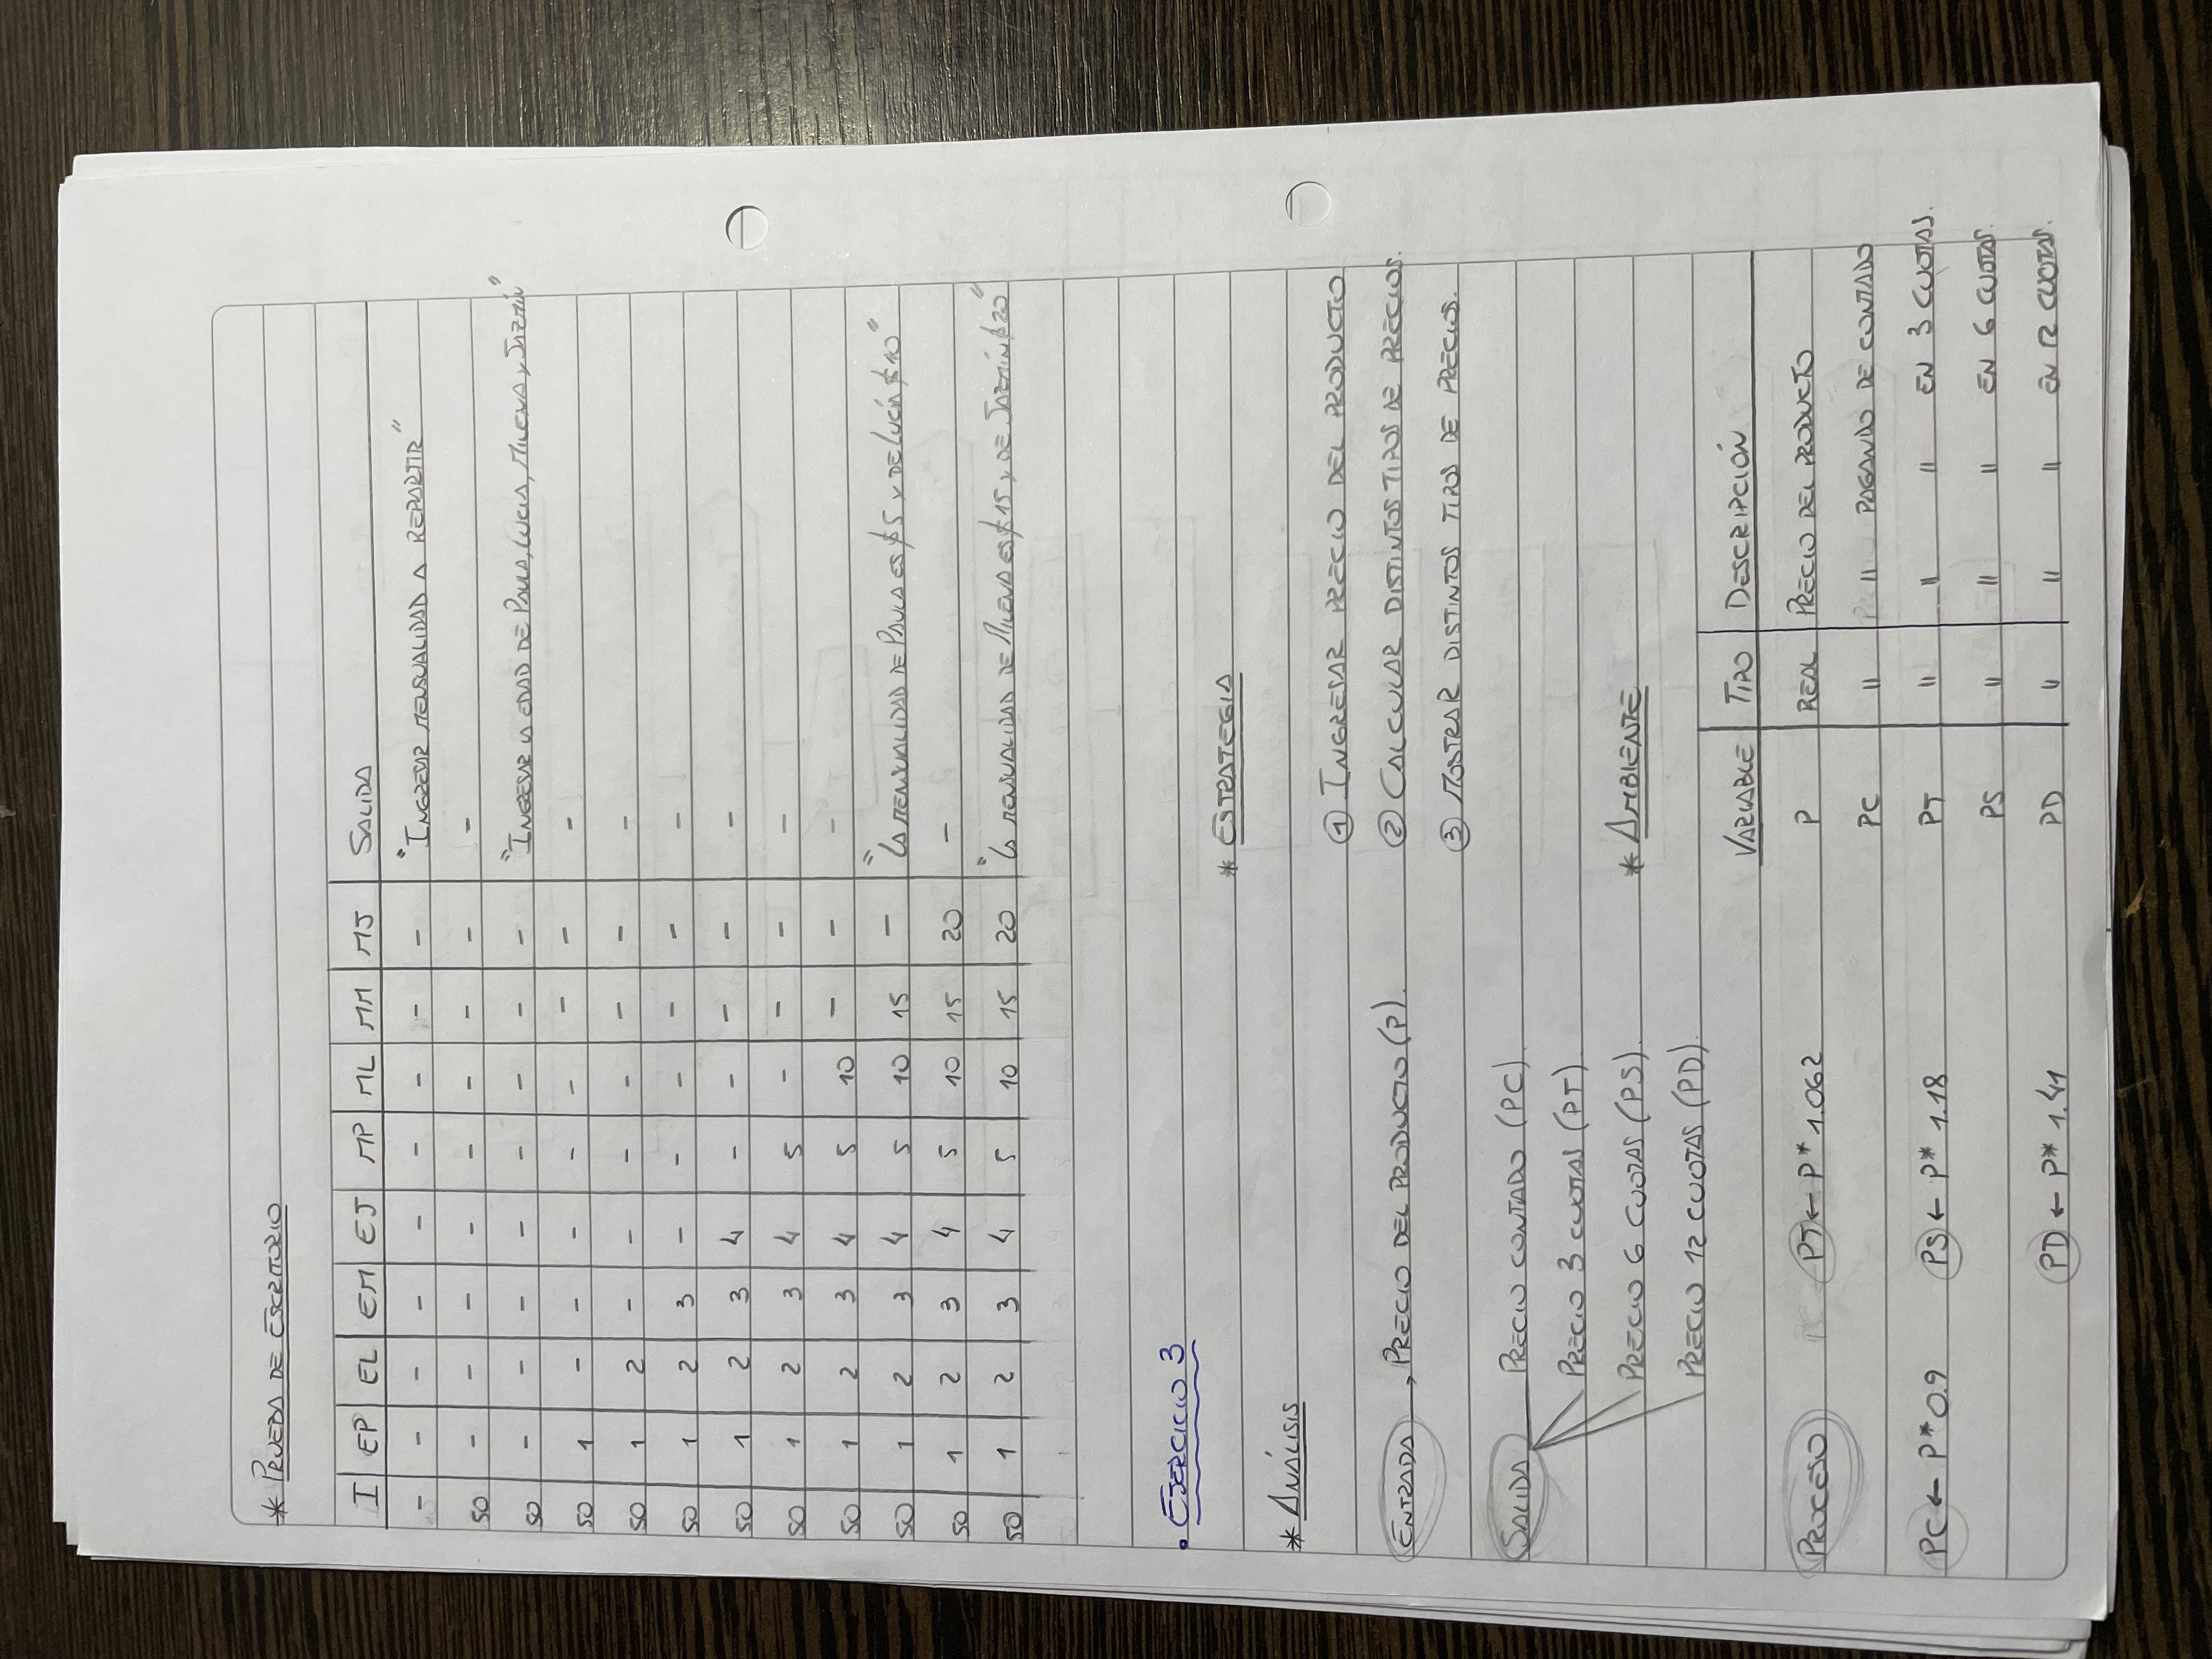 * PRUEBA DE ESCRITORIO
I EP EL EM EJ MP ML MM MJ SALIDA
- - - - - - - - - "INGRESAR MENSUALIDAD A REPARTIR"
50 - - - - - - - - -
50 - - - - - - - - "INGRESAR LA EDAD DE PAULA, LUCIA, MILENA Y JAZMÍN"
50 1 - - - - - - - -
50 1 2 - - - - - - -
50 1 2 3 - - - - - -
50 1 2 3 4 - - - - -
50 1 2 3 4 5 - - - -
50 1 2 3 4 5 10 - - -
50 1 2 3 4 5 10 15 - "LA MENSUALIDAD DE PAULA ES $5 Y DE LUCÍA $10"
50 1 2 3 4 5 10 15 20 -
50 1 2 3 4 5 10 15 20 "LA MENSUALIDAD DE MILENA ES $15 Y DE JAZMÍN $20"
• EJERCICIO 3
* ANÁLISIS
ENTRADA → PRECIO DEL PRODUCTO (P).
SALIDA PRECIO CONTADO (PC).
PRECIO 3 CUOTAS (PT).
PRECIO 6 CUOTAS (PS).
PRECIO 12 CUOTAS (PD).
PROCESO PT ← P * 1.062
PC ← P * 0.9 PS ← P * 1.18
PD ← P * 1.41
* ESTRATEGIA
① INGRESAR PRECIO DEL PRODUCTO
② CALCULAR DISTINTOS TIPOS DE PRECIOS.
③ MOSTRAR DISTINTOS TIPOS DE PRECIOS.
* AMBIENTE
VARIABLE TIPO DESCRIPCIÓN
P REAL PRECIO DEL PRODUCTO
PC " " PAGANDO DE CONTADO
PT " " " EN 3 CUOTAS.
PS " " " EN 6 CUOTAS.
PD " " " EN 12 CUOTAS.